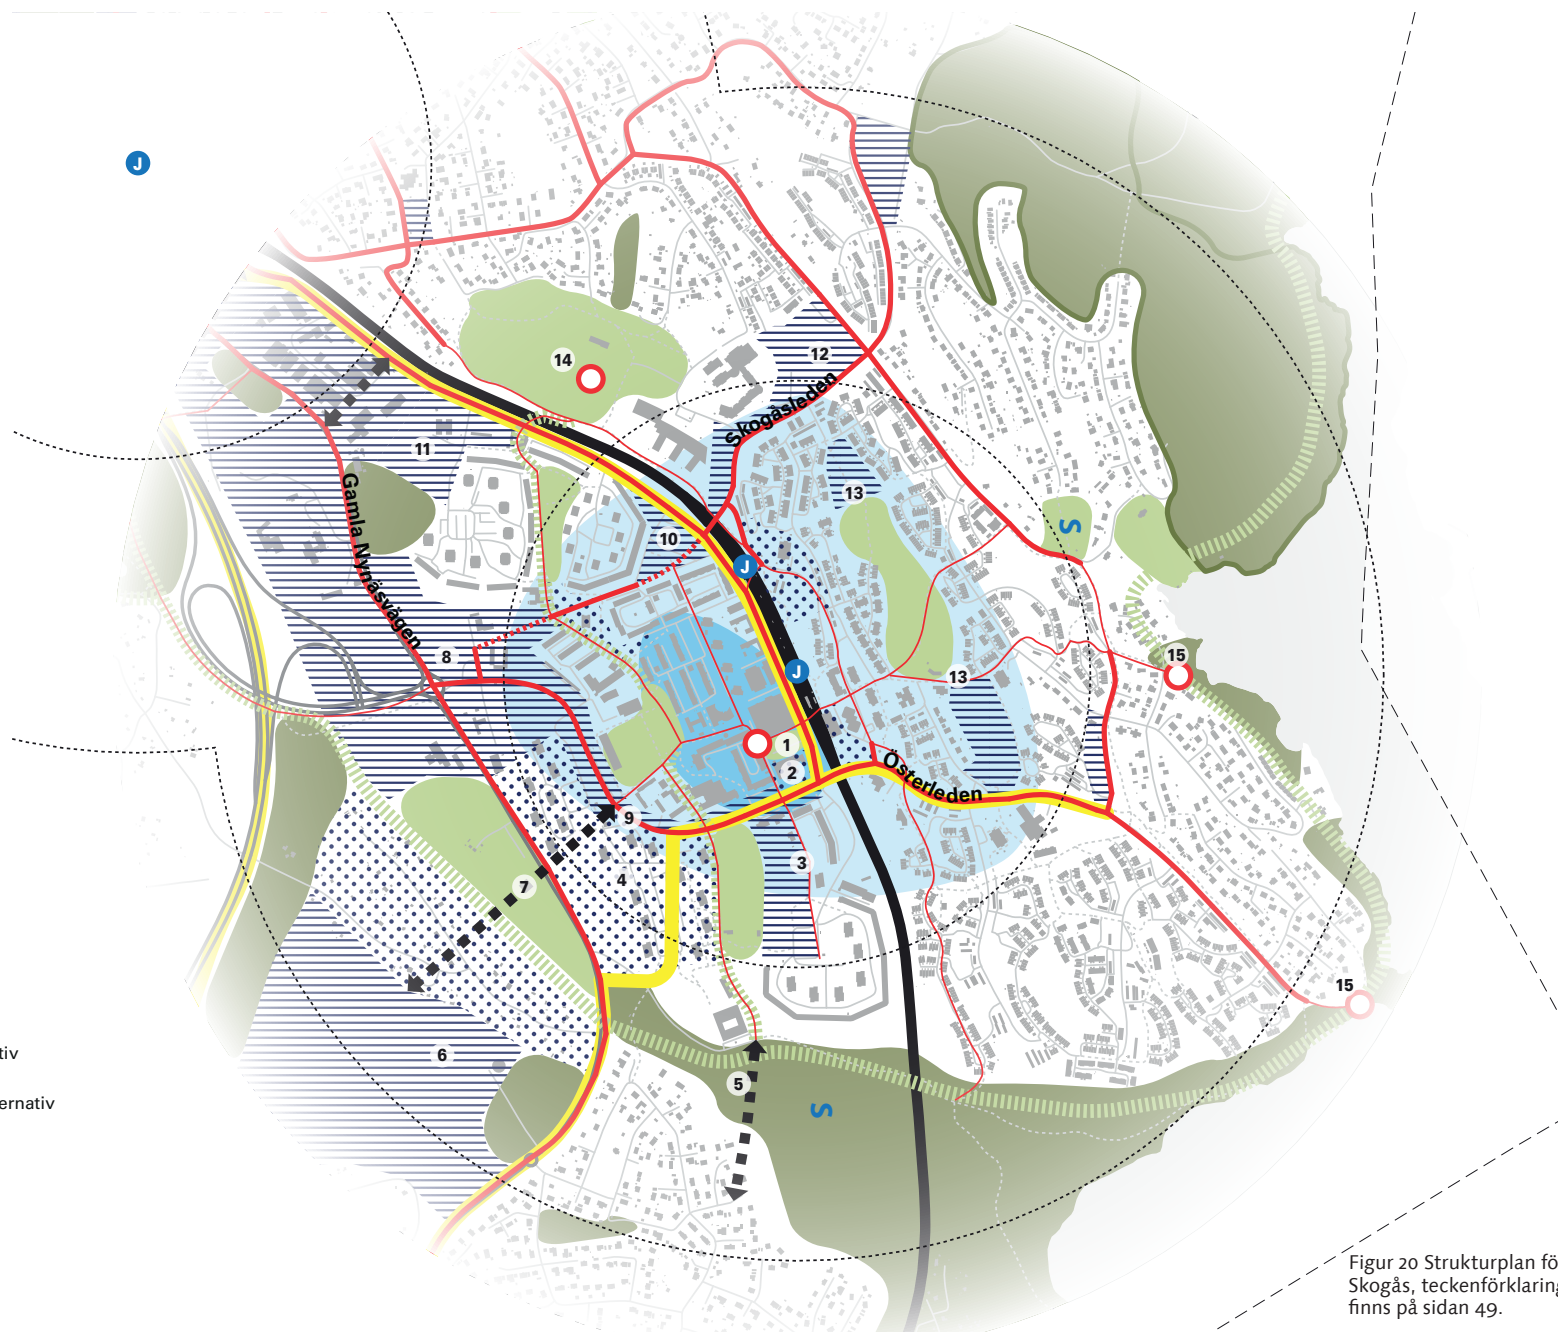 J
14
12
Skogåsleden
11
13
Gamla Nynäsvägen
10
S
J
8
15
J
13
1
2
Österleden
9
3
4
7
15
6
tiv
5
ernativ
S
Figur 20 Strukturplan fö
Skogås, teckenförklaring
finns på sidan 49.